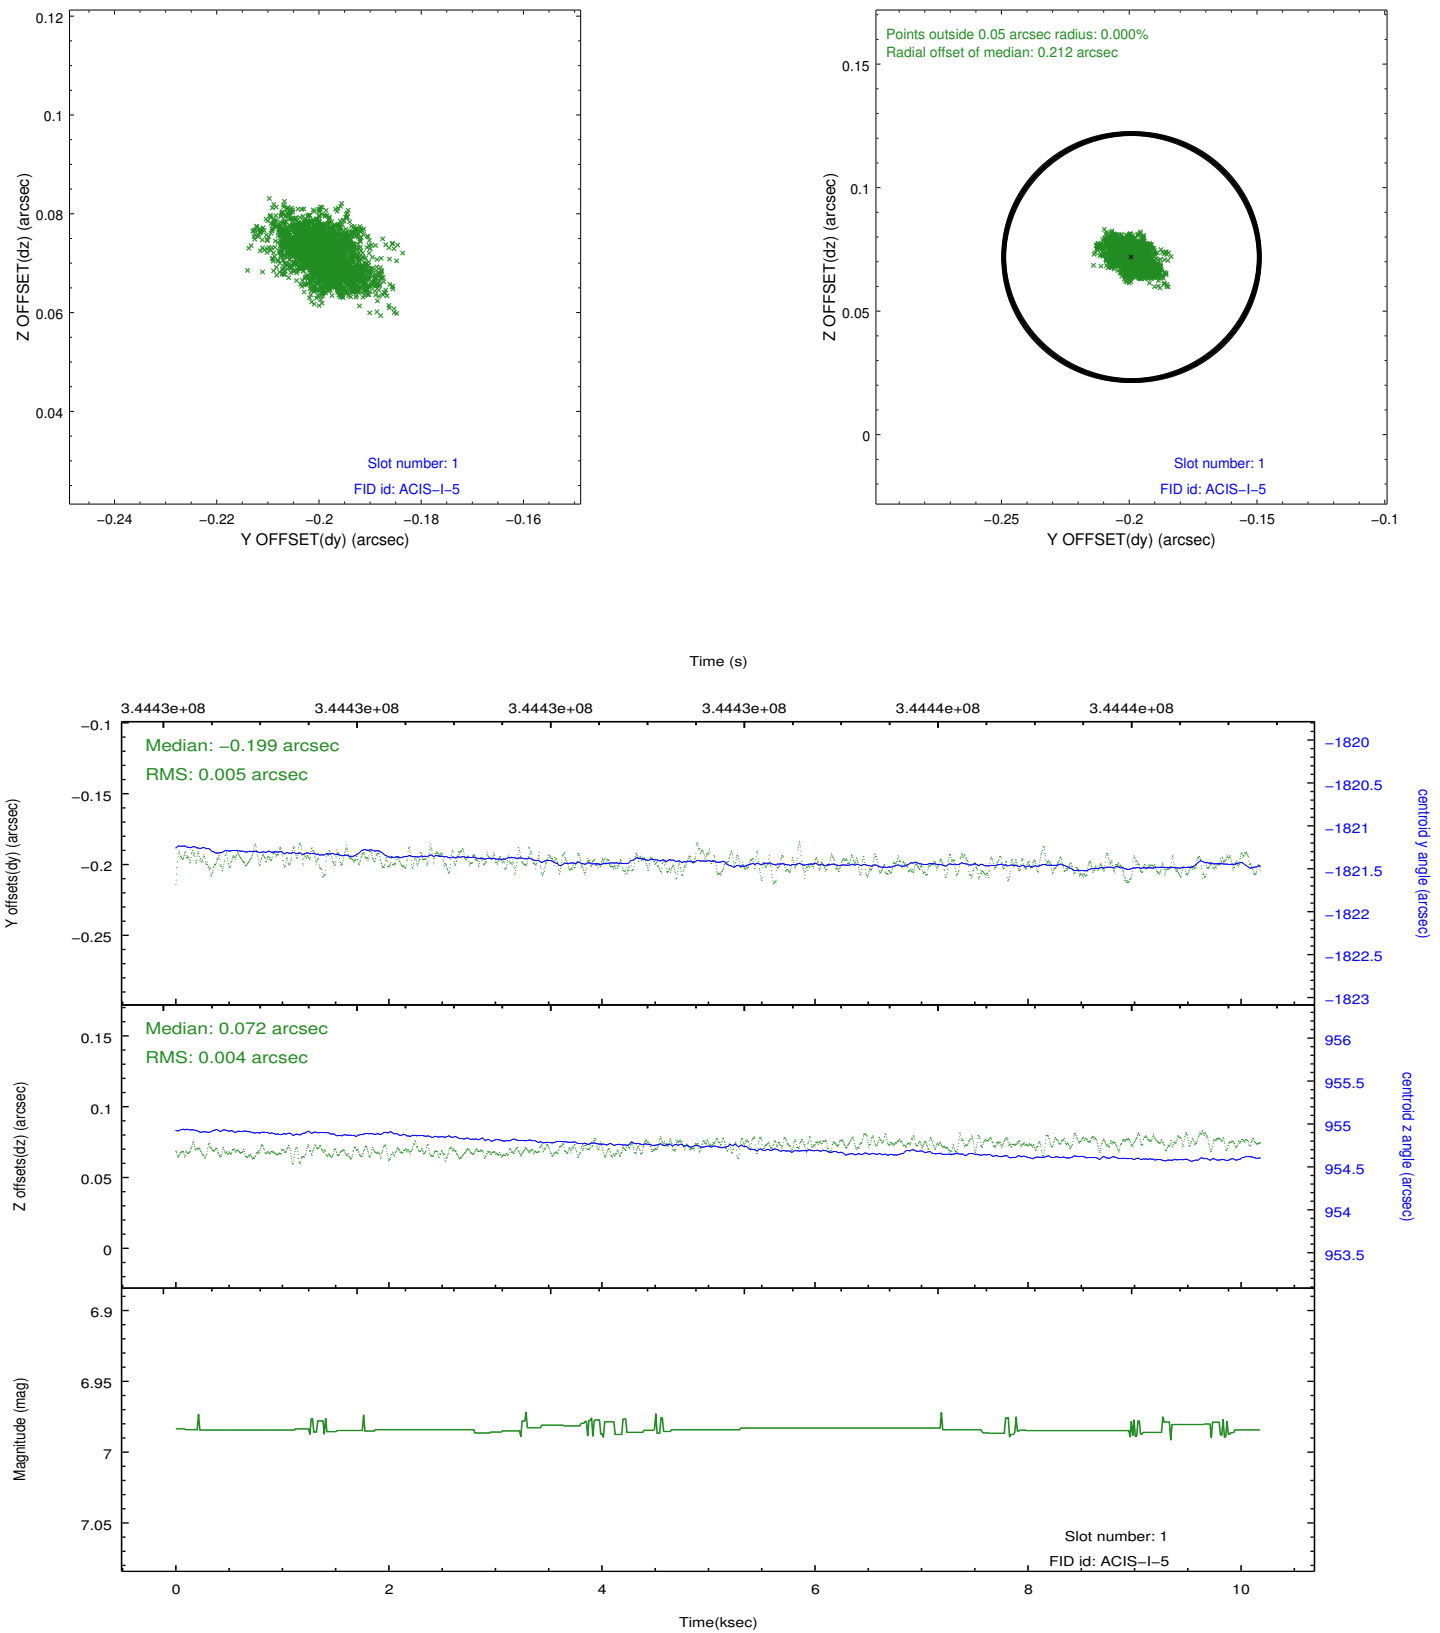 0.12
0.1
0.08
0.06
0.04
Z OFFSET(dz) (arcsec)
−0.24
−0.22
−0.2
−0.18
−0.16
Y OFFSET(dy) (arcsec)
Slot number: 1
FID id: ACIS−I−5
Points outside 0.05 arcsec radius: 0.000%
Radial offset of median: 0.212 arcsec
0.15
0.1
0.05
0
Z OFFSET(dz) (arcsec)
−0.25
−0.2
−0.15
−0.1
Y OFFSET(dy) (arcsec)
Slot number: 1
FID id: ACIS−I−5
Time (s)
3.4443e+08
3.4443e+08
3.4443e+08
3.4443e+08
3.4444e+08
3.4444e+08
Median: −0.199 arcsec
RMS: 0.005 arcsec
−0.1
−0.15
−0.2
−0.25
Y offsets(dy) (arcsec)
−1820
−1820.5
−1821
−1821.5
−1822
−1822.5
−1823
centroid y angle (arcsec)
Median: 0.072 arcsec
RMS: 0.004 arcsec
0.15
0.1
0.05
0
Z offsets(dz) (arcsec)
956
955.5
955
954.5
954
953.5
centroid z angle (arcsec)
6.9
6.95
7
7.05
Magnitude (mag)
Slot number: 1
FID id: ACIS−I−5
0
2
4
6
8
10
Time(ksec)